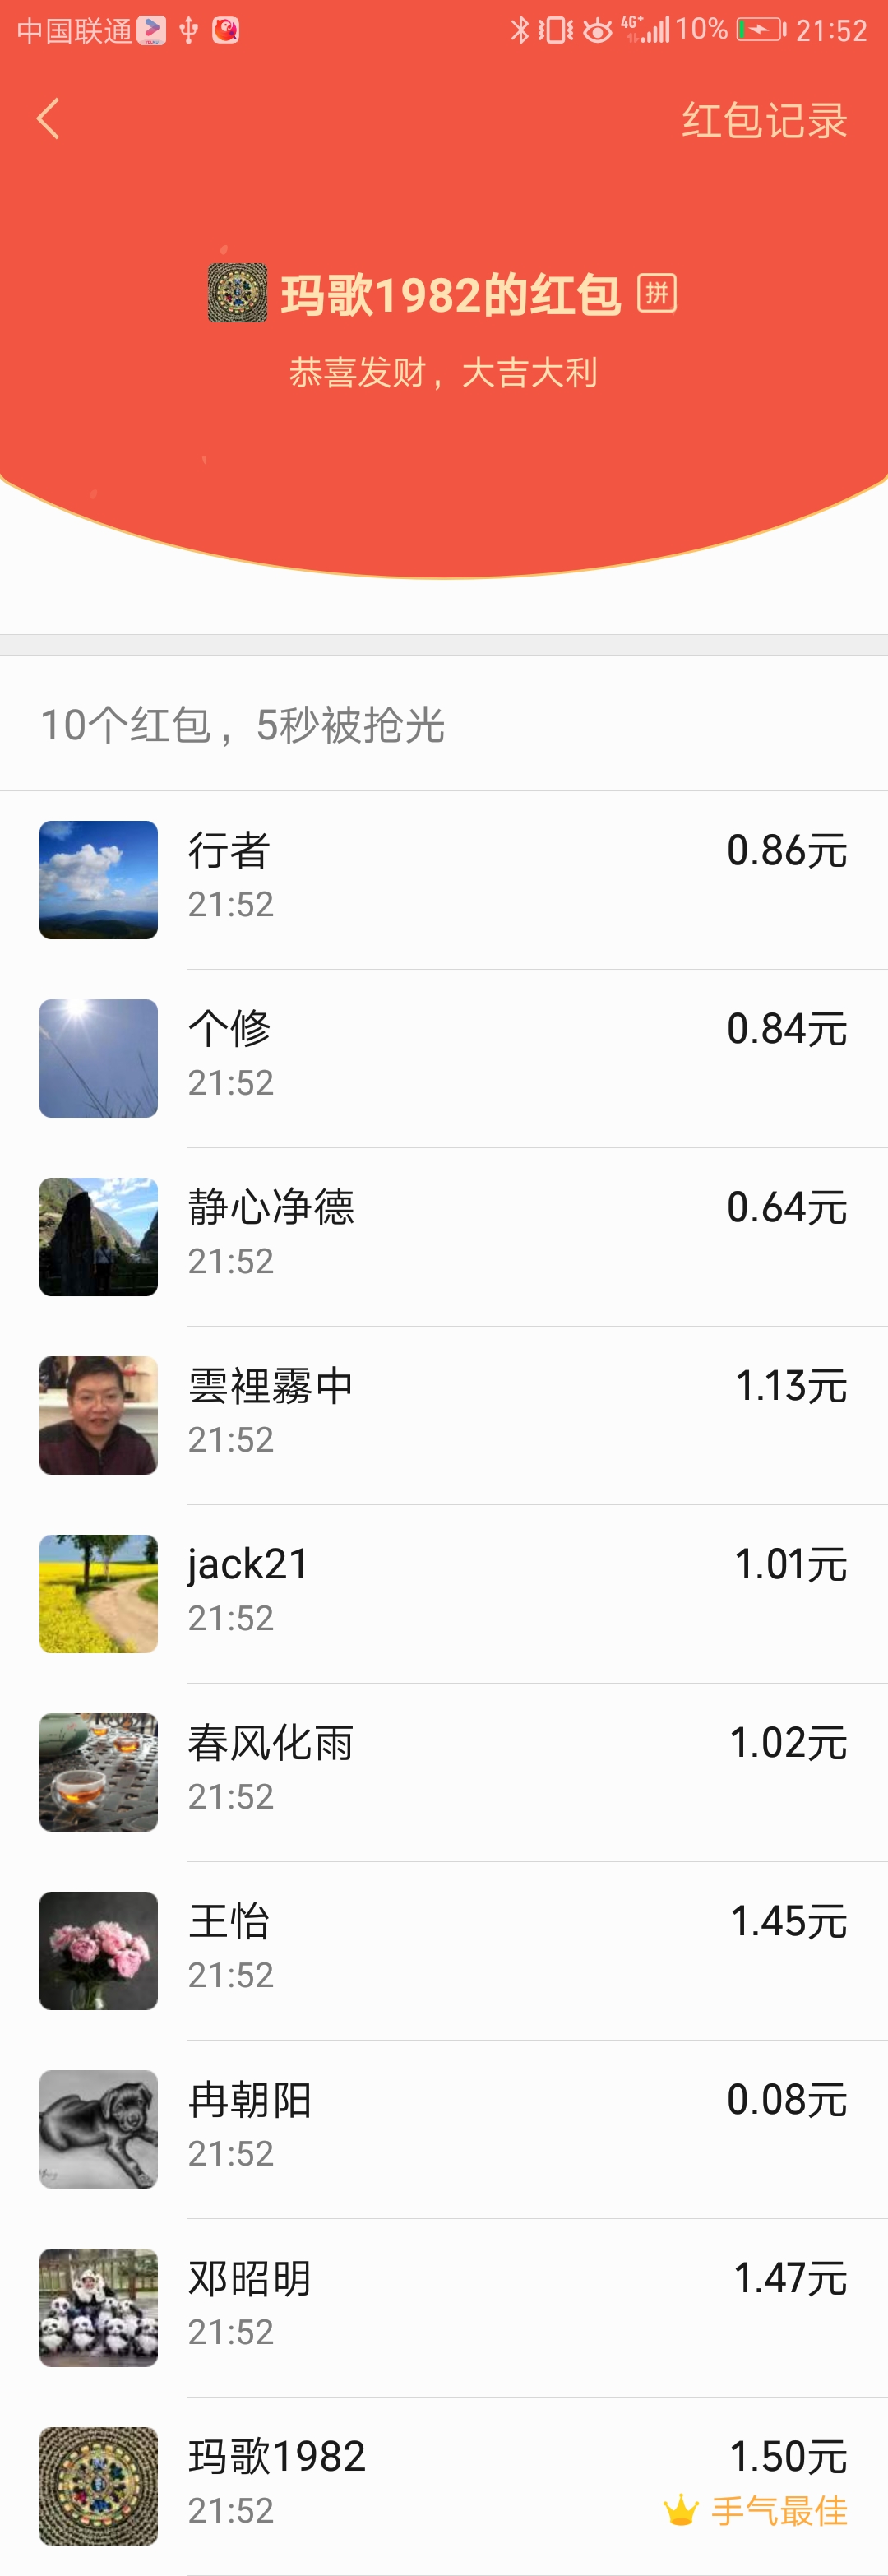 中国联通 4G+ 10% 21:52
红包记录
玛歌1982的红包 拼
恭喜发财，大吉大利
10个红包，5秒被抢光
行者 0.86元
21:52
个修 0.84元
21:52
静心净德 0.64元
21:52
雲裡霧中 1.13元
21:52
jack21 1.01元
21:52
春风化雨 1.02元
21:52
王怡 1.45元
21:52
冉朝阳 0.08元
21:52
邓昭明 1.47元
21:52
玛歌1982 1.50元
21:52 手气最佳